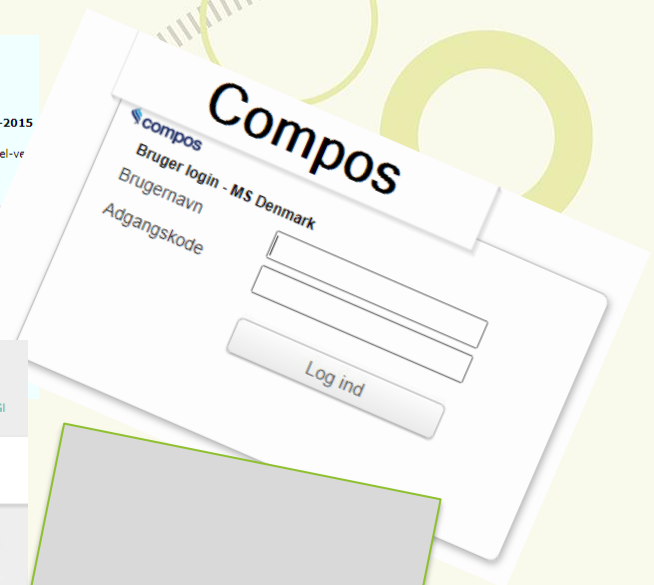 -2015
el-ve
Compos
compos
Bruger login - MS Denmark
Brugernavn
Adgangskode
Log ind